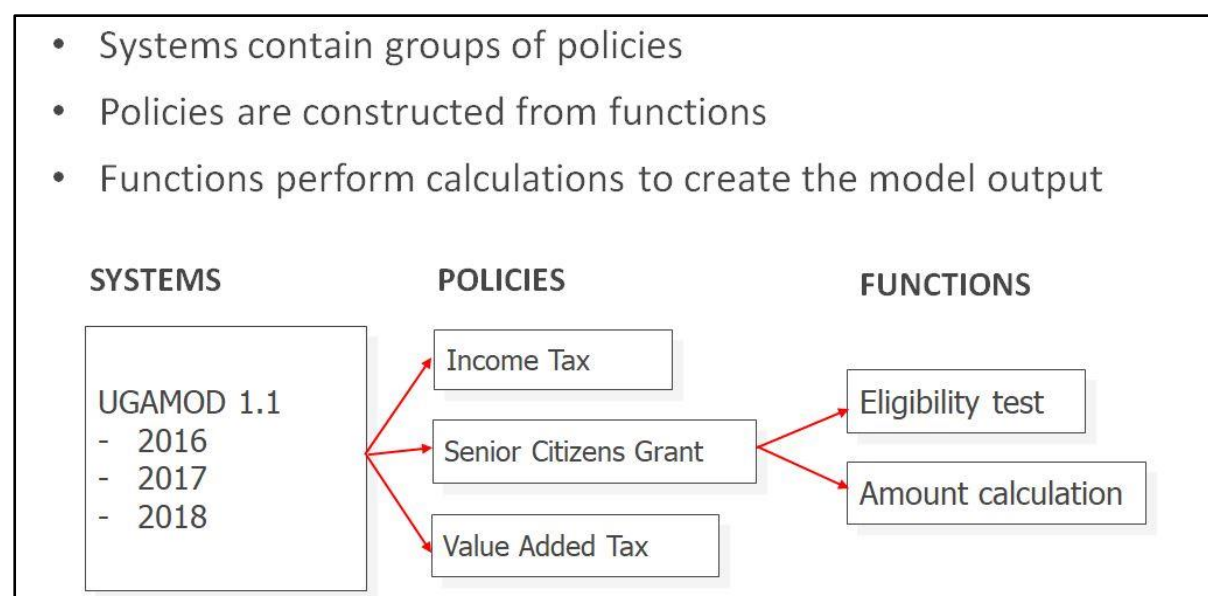 • Systems contain groups of policies
• Policies are constructed from functions
• Functions perform calculations to create the model output
SYSTEMS
POLICIES
FUNCTIONS
UGAMOD 1.1
- 2016
- 2017
- 2018
Income Tax
Senior Citizens Grant
Value Added Tax
Eligibility test
Amount calculation